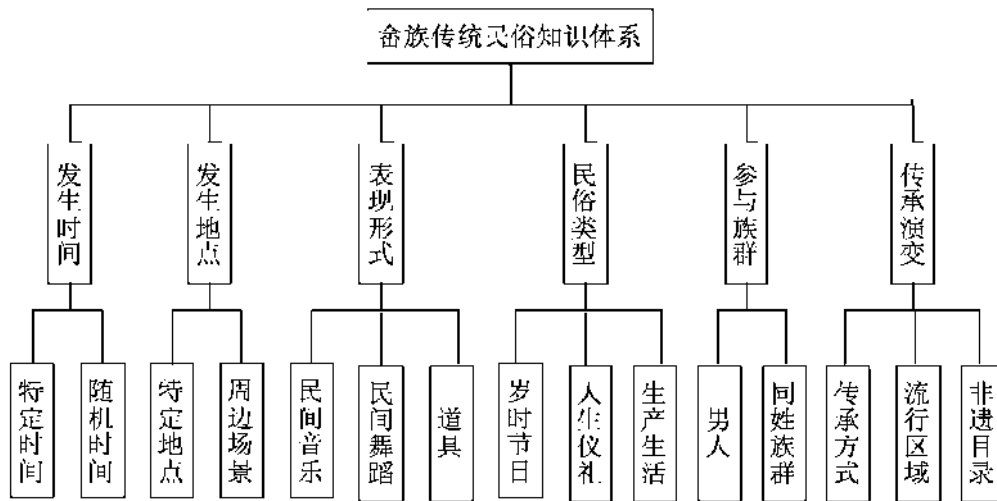 畲族传统民俗知识体系
发生时间
发生地点
表现形式
民俗类型
参与族群
传承演变
特定时间
随机时间
特定地点
周边场景
民间音乐
民间舞蹈
道具
岁时节日
人生仪礼
生产生活
男人
同姓族群
传承方式
流行区域
非遗目录